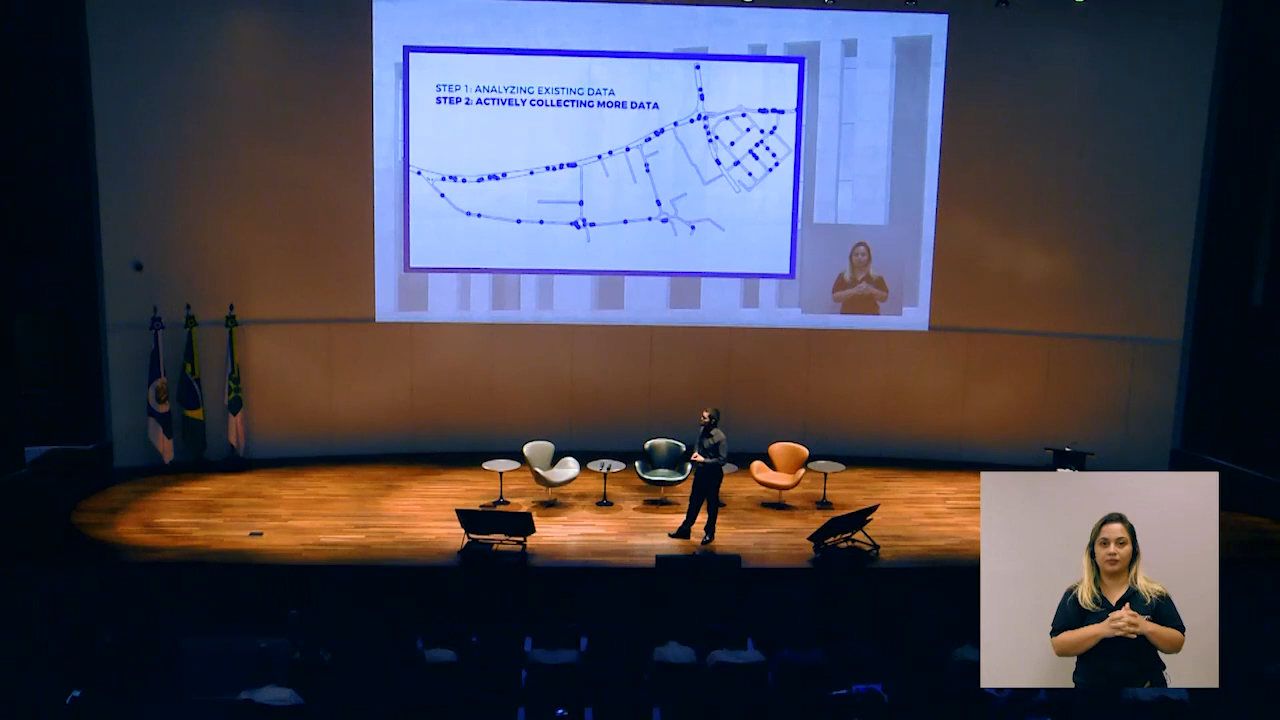 STEP 1: ANALYZING EXISTING DATA
STEP 2: ACTIVELY COLLECTING MORE DATA